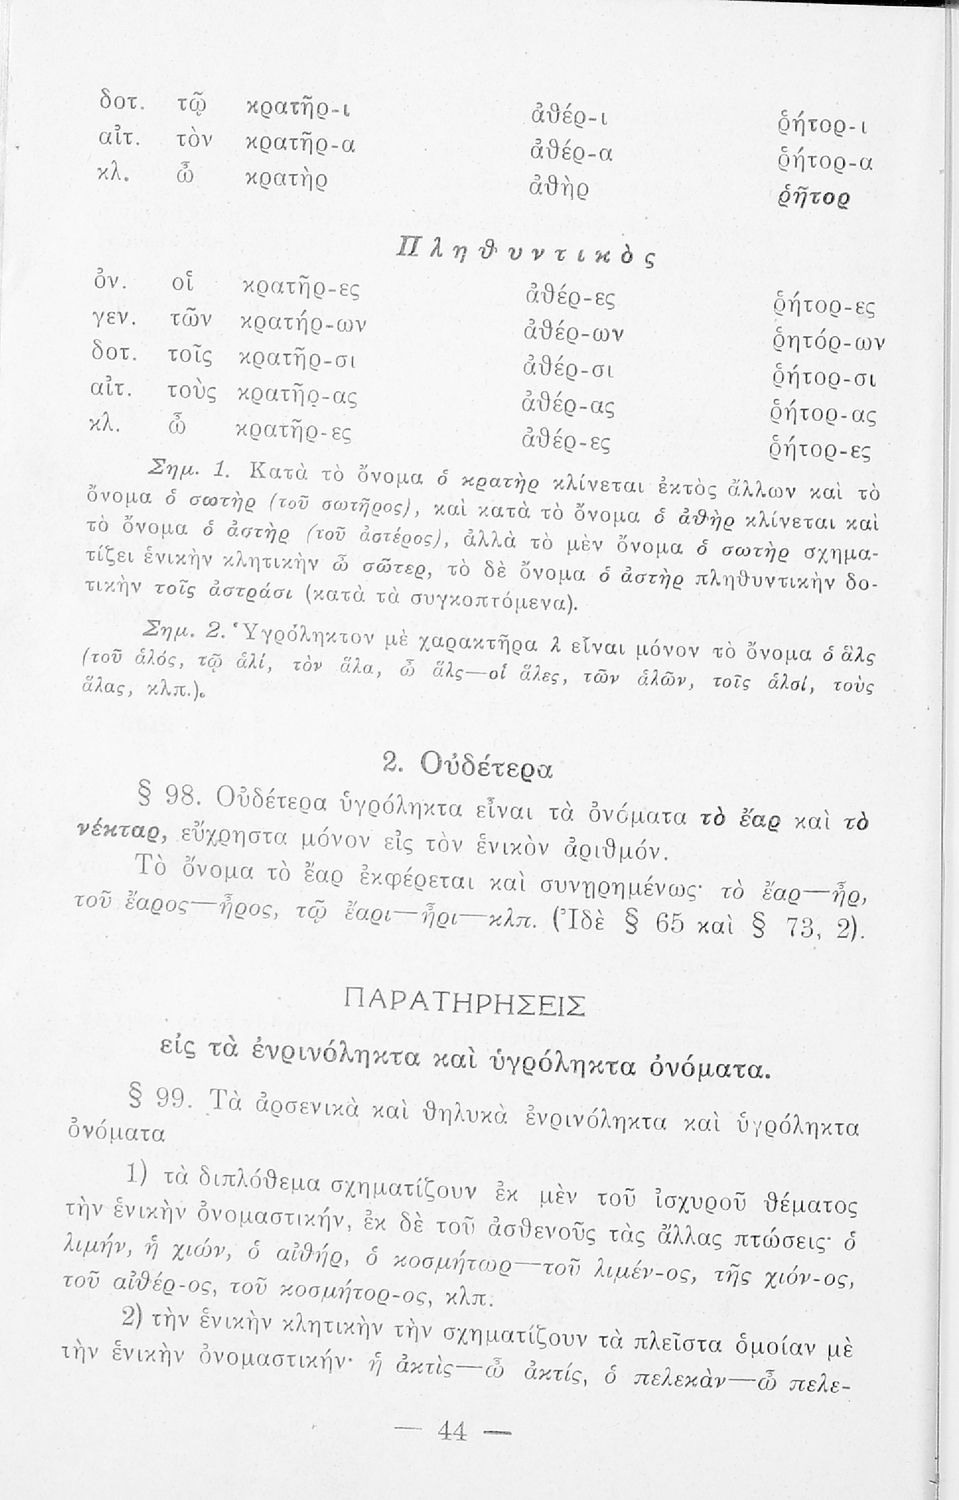 δοτ. τῷ κρατῆρ-ι ἀθέρ-ι ῥήτορ-ι
αἰτ. τὸν κρατῆρ-α ἀθέρ-α ῥήτορ-α
κλ. ὦ κρατὴρ ἀθὴρ ῥῆτορ
Πληθυντικὸς
ὀν. οἱ κρατῆρ-ες ἀθέρ-ες ῥήτορ-ες
γεν. τῶν κρατήρ-ων ἀθέρ-ων ῥητόρ-ων
δοτ. τοῖς κρατῆρ-σι ἀθέρ-σι ῥήτορ-σι
αἰτ. τοὺς κρατῆρ-ας ἀθέρ-ας ῥήτορ-ας
κλ. ὦ κρατῆρ-ες ἀθέρ-ες ῥήτορ-ες
Σημ. 1. Κατὰ τὸ ὄνομα ὁ κρατὴρ κλίνεται ἐκτὸς ἄλλων καὶ τὸ
ὄνομα ὁ σωτὴρ (τοῦ σωτῆρος), καὶ κατὰ τὸ ὄνομα ὁ ἀθὴρ κλίνεται καὶ
τὸ ὄνομα ὁ ἀστὴρ (τοῦ ἀστέρος), ἀλλὰ τὸ μὲν ὄνομα ὁ σωτὴρ σχημα-
τίζει ἑνικὴν κλητικὴν ὦ σῶτερ, τὸ δὲ ὄνομα ὁ ἀστὴρ πληθυντικὴν δο-
τικὴν τοῖς ἀστράσι (κατὰ τὰ συγκοπτόμενα).
Σημ. 2. Ὑγρόληκτον μὲ χαρακτῆρα λ εἶναι μόνον τὸ ὄνομα ὁ ἅλς
(τοῦ ἁλός, τῷ ἁλί, τὸν ἅλα, ὦ ἅλς—οἱ ἅλες, τῶν ἁλῶν, τοῖς ἁλσί, τοὺς
ἅλας, κλπ.).
2. Οὐδέτερα
§ 98. Οὐδέτερα ὑγρόληκτα εἶναι τὰ ὀνόματα τὸ ἔαρ καὶ τὸ
νέκταρ, εὔχρηστα μόνον εἰς τὸν ἑνικὸν ἀριθμόν.
Τὸ ὄνομα τὸ ἔαρ ἐκφέρεται καὶ συνῃρημένως· τὸ ἔαρ—ἦρ,
τοῦ ἔαρος—ἦρος, τῷ ἔαρι—ἦρι—κλπ. (Ἰδὲ § 65 καὶ § 73, 2).
ΠΑΡΑΤΗΡΗΣΕΙΣ
εἰς τὰ ἐνρινόληκτα καὶ ὑγρόληκτα ὀνόματα.
§ 99. Τὰ ἀρσενικὰ καὶ θηλυκὰ ἐνρινόληκτα καὶ ὑγρόληκτα
ὀνόματα
1) τὰ διπλόθεμα σχηματίζουν ἐκ μὲν τοῦ ἰσχυροῦ θέματος
τὴν ἑνικὴν ὀνομαστικήν, ἐκ δὲ τοῦ ἀσθενοῦς τὰς ἄλλας πτώσεις· ὁ
λιμήν, ἡ χιών, ὁ αἰθήρ, ὁ κοσμήτωρ—τοῦ λιμέν-ος, τῆς χιόν-ος,
τοῦ αἰθέρ-ος, τοῦ κοσμήτορ-ος, κλπ.
2) τὴν ἑνικὴν κλητικὴν τὴν σχηματίζουν τὰ πλεῖστα ὁμοίαν μὲ
τὴν ἑνικὴν ὀνομαστικήν· ἡ ἀκτὶς—ὦ ἀκτίς, ὁ πελεκὰν—ὦ πελε-
— 44 —